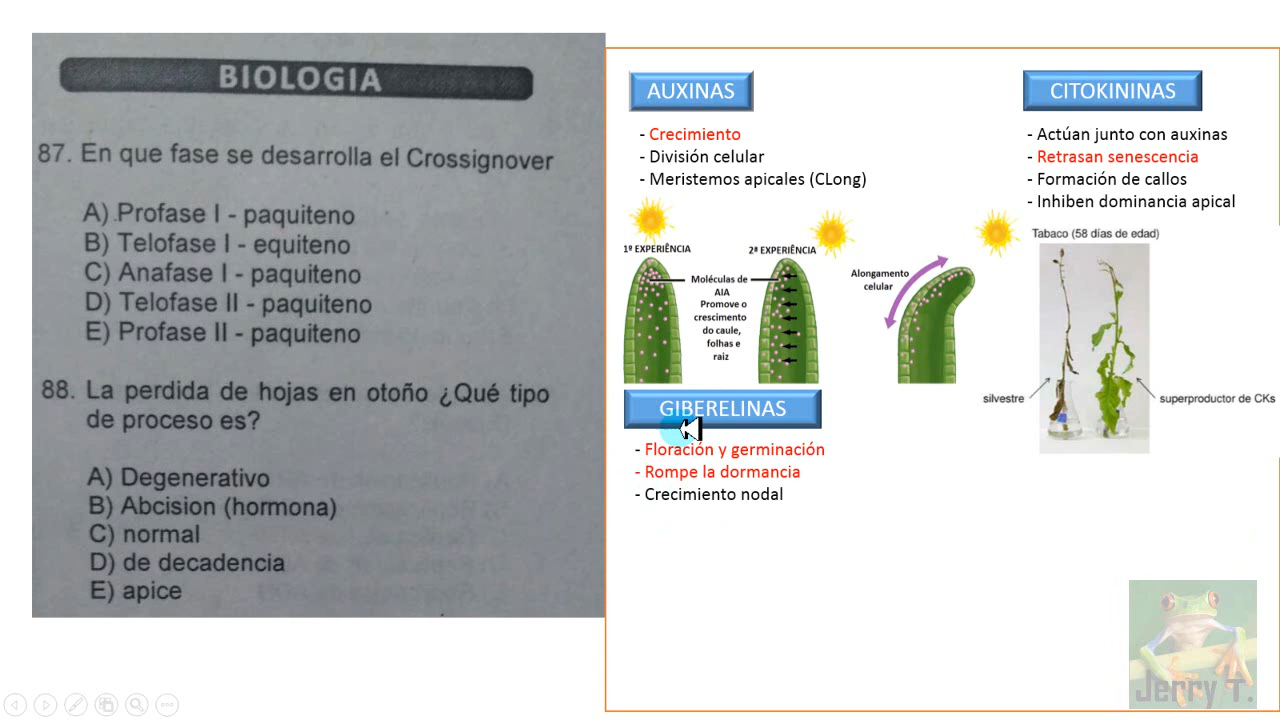 BIOLOGIA
87. En que fase se desarrolla el Crossignover
A) Profase I - paquiteno
B) Telofase I - equiteno
C) Anafase I - paquiteno
D) Telofase II - paquiteno
E) Profase II - paquiteno
88. La perdida de hojas en otoño ¿Qué tipo
de proceso es?
A) Degenerativo
B) Abcision (hormona)
C) normal
D) de decadencia
E) apice
AUXINAS
- Crecimiento
- División celular
- Meristemos apicales (CLong)
1º EXPERIÊNCIA
2ª EXPERIÊNCIA
Moléculas de
AIA
Promove o
crescimento
do caule,
folhas e
raiz
Alongamento
celular
CITOKININAS
- Actúan junto con auxinas
- Retrasan senescencia
- Formación de callos
- Inhiben dominancia apical
Tabaco (58 días de edad)
silvestre
superproductor de CKs
GIBERELINAS
- Floración y germinación
- Rompe la dormancia
- Crecimiento nodal
Jerry T.